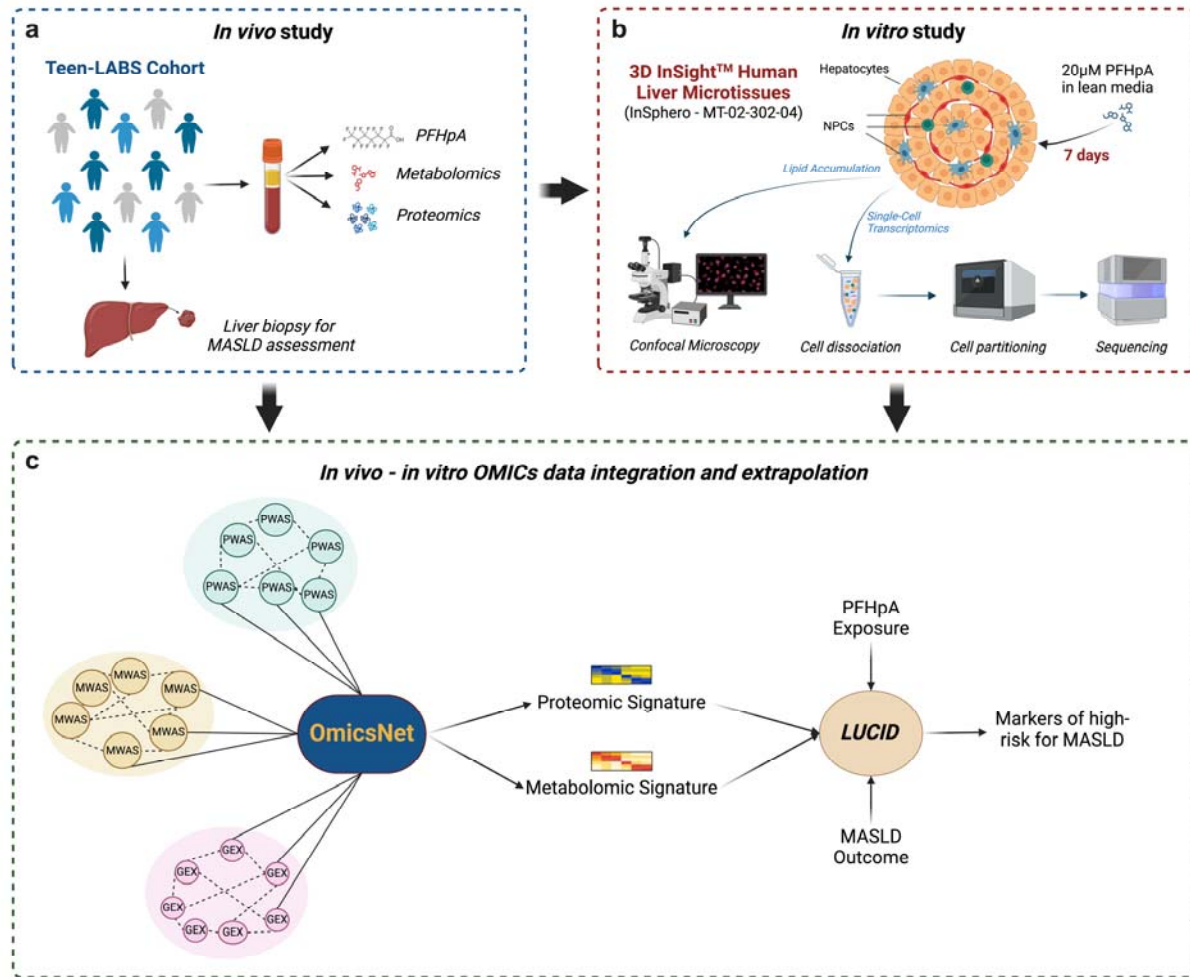 a
In vivo study
Teen-LABS Cohort
PFHpA
Metabolomics
Proteomics
Liver biopsy for
MASLD assessment
b
In vitro study
3D InSight™ Human
Liver Microtissues
(InSphero - MT-02-302-04)
Hepatocytes
NPCs
20µM PFHpA
in lean media
7 days
Lipid Accumulation
Single-Cell
Transcriptomics
Confocal Microscopy
Cell dissociation
Cell partitioning
Sequencing
c
In vivo - in vitro OMICs data integration and extrapolation
PWAS
PWAS
PWAS
PWAS
PWAS
PWAS
MWAS
MWAS
MWAS
MWAS
MWAS
MWAS
GEX
GEX
GEX
GEX
GEX
GEX
GEX
OmicsNet
Proteomic Signature
Metabolomic Signature
PFHpA
Exposure
LUCID
MASLD
Outcome
Markers of high-
risk for MASLD